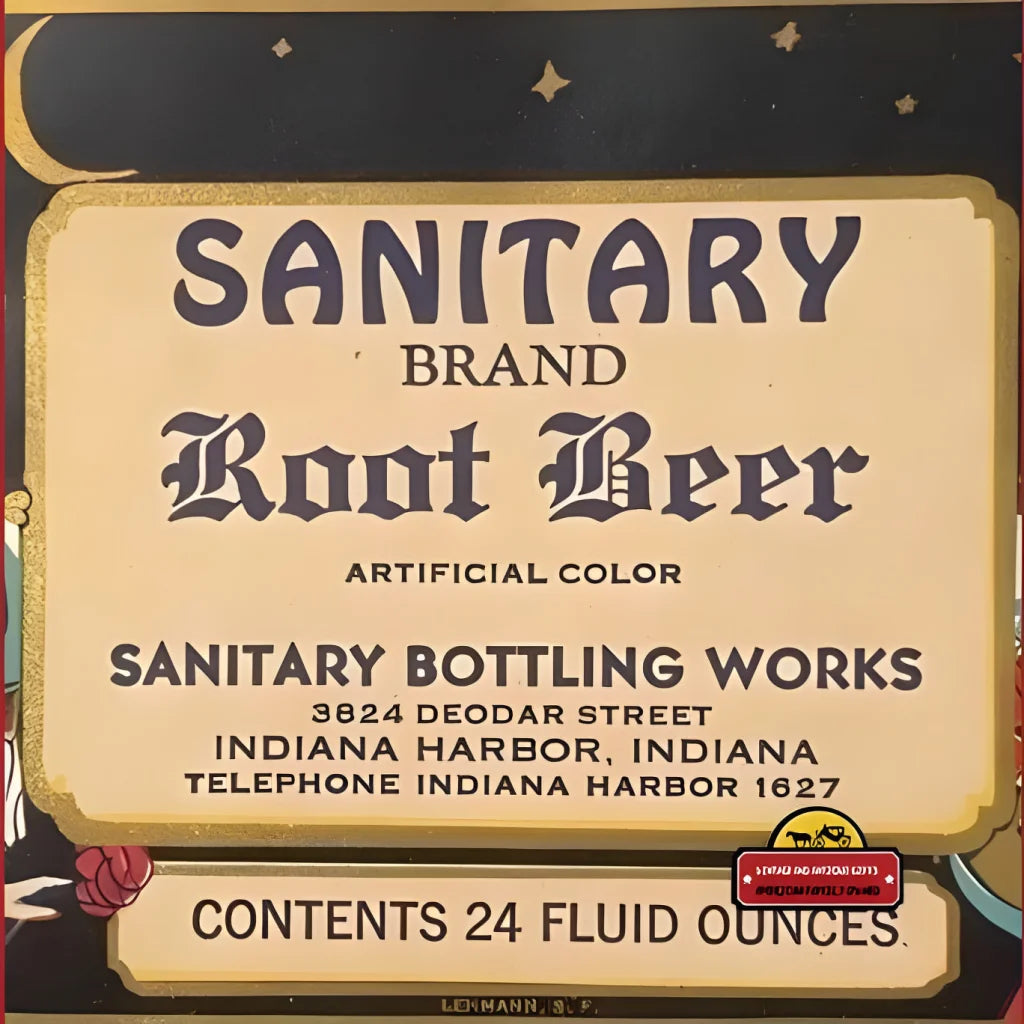 SANITARY
BRAND
Root Beer
ARTIFICIAL COLOR
SANITARY BOTTLING WORKS
3824 DEODAR STREET
INDIANA HARBOR, INDIANA
TELEPHONE INDIANA HARBOR 1627
CONTENTS 24 FLUID OUNCES